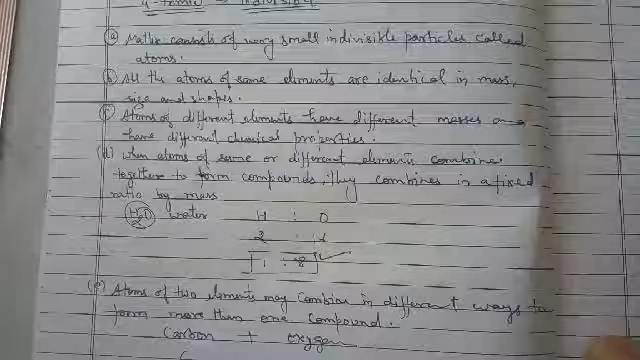 Atomic → Indivisible
(a) Matter consists of very small indivisible particles called
atoms.
(b) All the atoms of same elements are identical in mass,
size and shapes.
(c) Atoms of different elements have different masses and
have different chemical properties.
(d) When atoms of same or different elements combine
together to form compounds, they combines in a fixed
ratio by mass
H2O water H : O
2 : 1
1 : 8
(e) Atoms of two elements may combine in different ways to
form more than one compound.
Carbon + oxygen